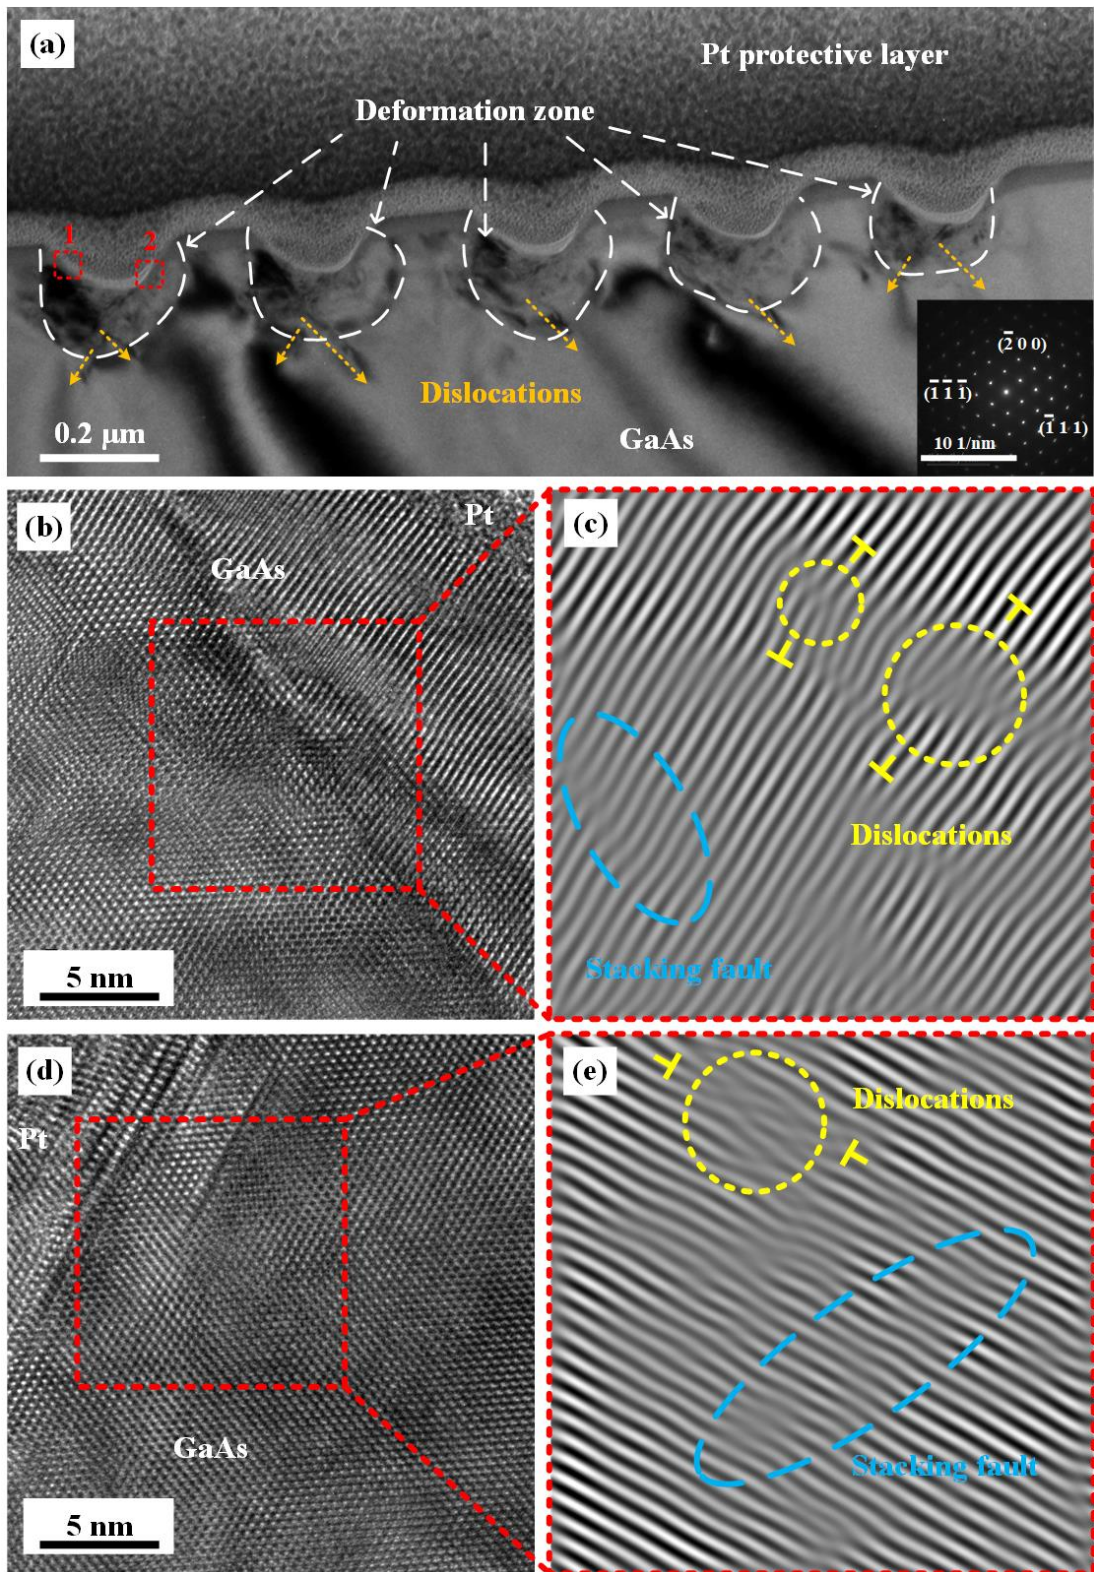 (a)
Pt protective layer
Deformation zone
1
2
(2̅ 0 0)
(1̅ 1̅ 1̅)
(1̅ 1 1)
Dislocations
0.2 μm
GaAs
10 1/nm
(b)
Pt
GaAs
5 nm
(c)
Dislocations
Stacking fault
(d)
Pt
GaAs
5 nm
(e)
Dislocations
Stacking fault